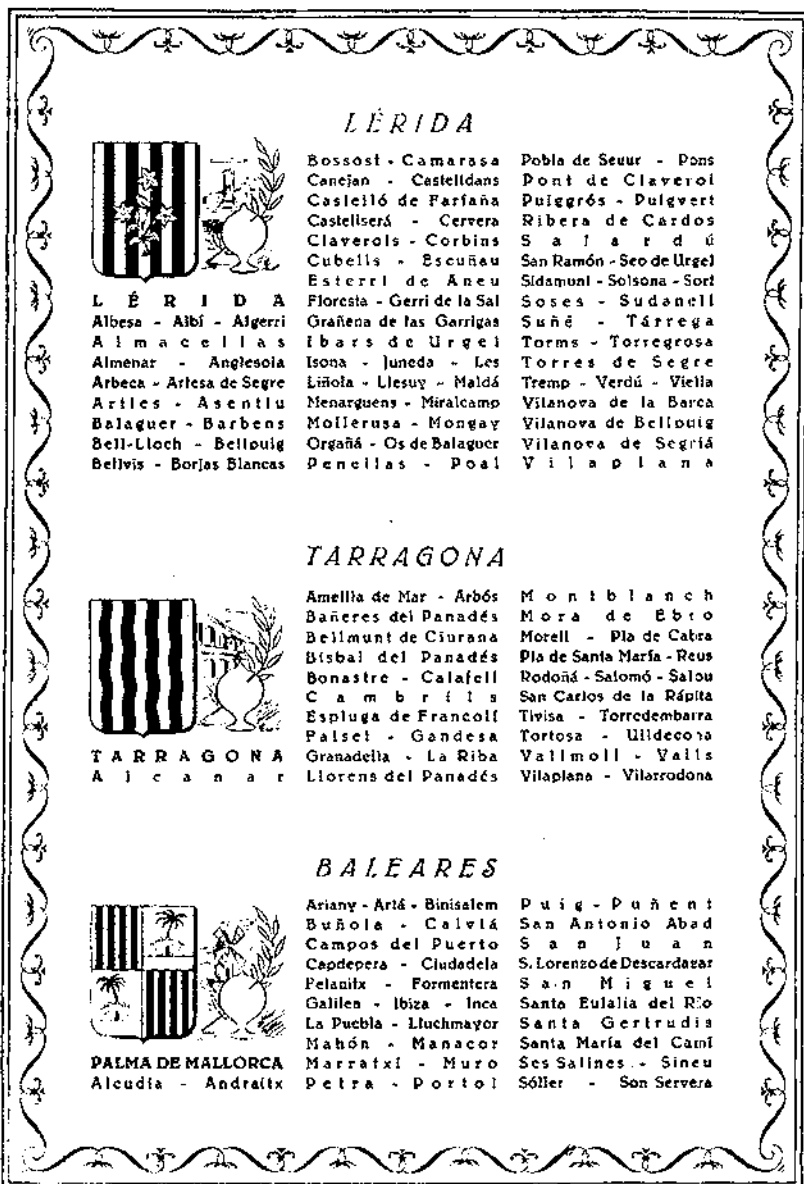 LÉRIDA
LÉRIDA
Albesa - Albí - Algerri
Almacellas
Almenar - Anglesola
Arbeca - Artesa de Segre
Arties - Asentiu
Balaguer - Barbens
Bell-Lloch - Bellpuig
Bellvis - Borjas Blancas
Bossost - Camarasa
Canejan - Castelldans
Castelló de Farfaña
Castellserá - Cervera
Claverols - Corbins
Cubells - Escuñau
Esterri de Aneu
Floresta - Gerri de la Sal
Grañena de las Garrigas
Ibars de Urgel
Isona - Juneda - Les
Liñola - Llesuy - Maldá
Menarguens - Miralcamp
Mollerusa - Mongay
Orgañá - Os de Balaguer
Penellas - Poal
Pobla de Segur - Pons
Pont de Claverol
Puiggrós - Puigvert
Ribera de Cardos
Salardú
San Ramón - Seo de Urgel
Sidamunt - Solsona - Sort
Soses - Sudanell
Suñé - Tárrega
Torms - Torregrosa
Torres de Segre
Tremp - Verdú - Viella
Vilanova de la Barca
Vilanova de Bellpuig
Vilanova de Segriá
Vilaplana
TARRAGONA
TARRAGONA
Alcanar
Ametlla de Mar - Arbós
Bañeres del Panadés
Bellmunt de Ciurana
Bisbal del Panadés
Bonastre - Calafell
Cambrils
Espluga de Francolí
Falset - Gandesa
Granadella - La Riba
Llorens del Panadés
Montblanch
Mora de Ebro
Morell - Pla de Cabra
Pla de Santa María - Reus
Rodoñá - Salomó - Salou
San Carlos de la Rápita
Tivisa - Torredembarra
Tortosa - Ulldecona
Vallmoll - Valls
Vilaplana - Vilarrodona
BALEARES
PALMA DE MALLORCA
Alcudia - Andraitx
Ariany - Artá - Binisalem
Buñola - Calviá
Campos del Puerto
Capdepera - Ciudadela
Felanitx - Formentera
Galilea - Ibiza - Inca
La Puebla - Lluchmayor
Mahón - Manacor
Marratxí - Muro
Petra - Portol
Puig-Puñent
San Antonio Abad
San Juan
S. Lorenzo de Descardazar
San Miguel
Santa Eulalia del Río
Santa Gertrudis
Santa María del Camí
Ses Salines - Sineu
Sóller - Son Servera